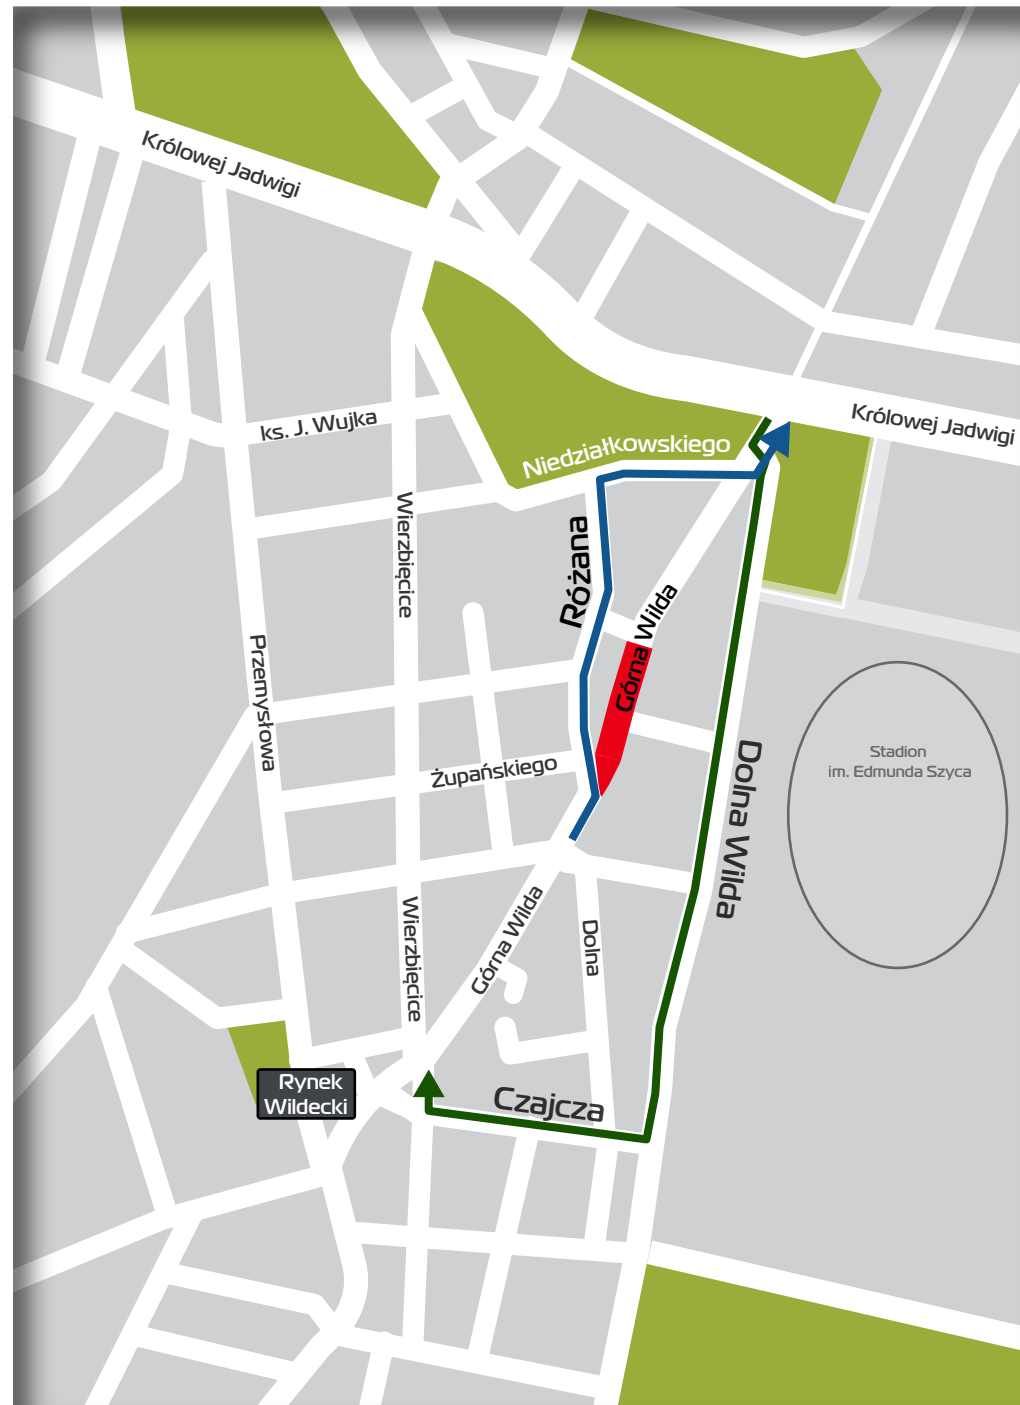 Królowej Jadwigi
Królowej Jadwigi
ks. J. Wujka
Niedziałkowskiego
Wierzbięcice
Różana
Górna Wilda
Przemysłowa
Żupańskiego
Stadion
im. Edmunda Szyca
Dolna Wilda
Wierzbięcice
Górna Wilda
Dolna
Rynek
Wildecki
Czajcza